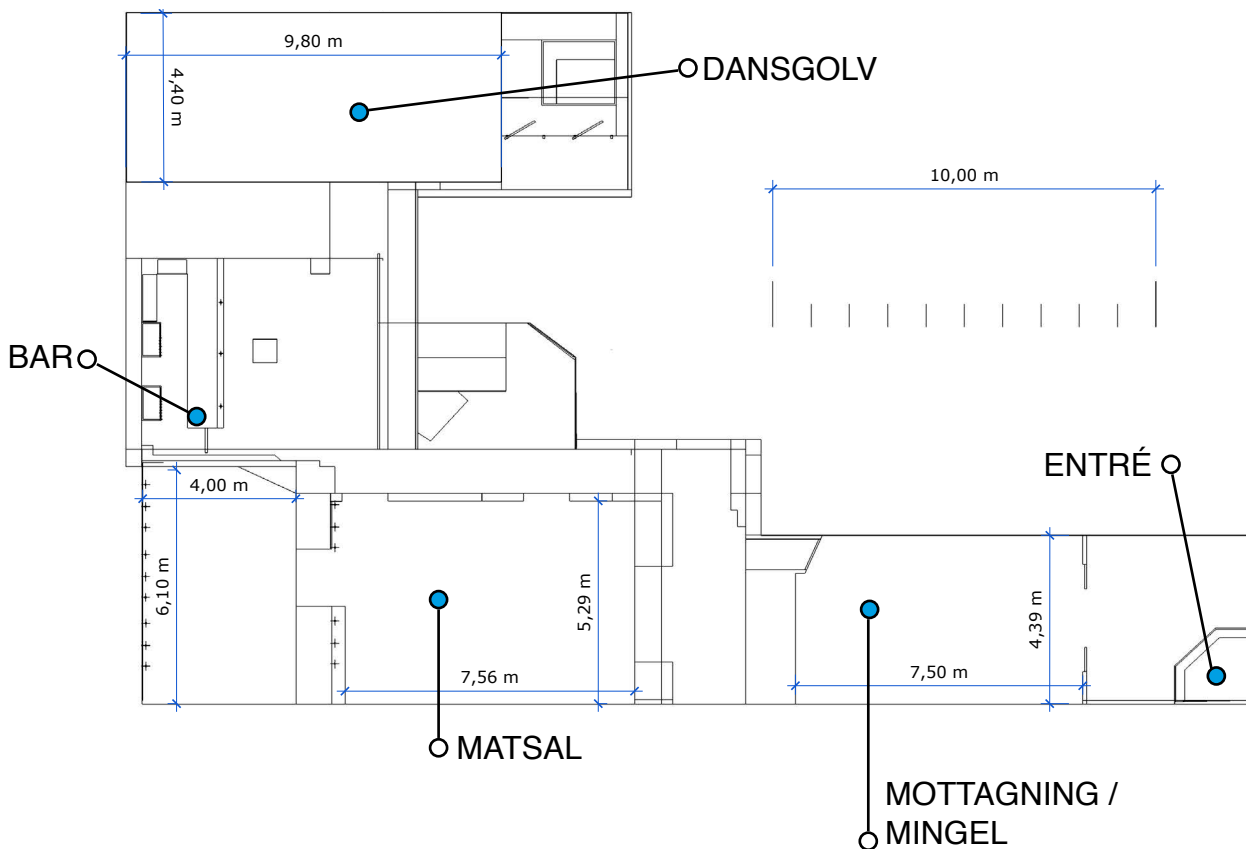 9,80 m
4,40 m
DANSGOLV
10,00 m
BAR
ENTRÉ
4,00 m
6,10 m
5,29 m
4,39 m
7,56 m
7,50 m
MATSAL
MOTTAGNING /
MINGEL